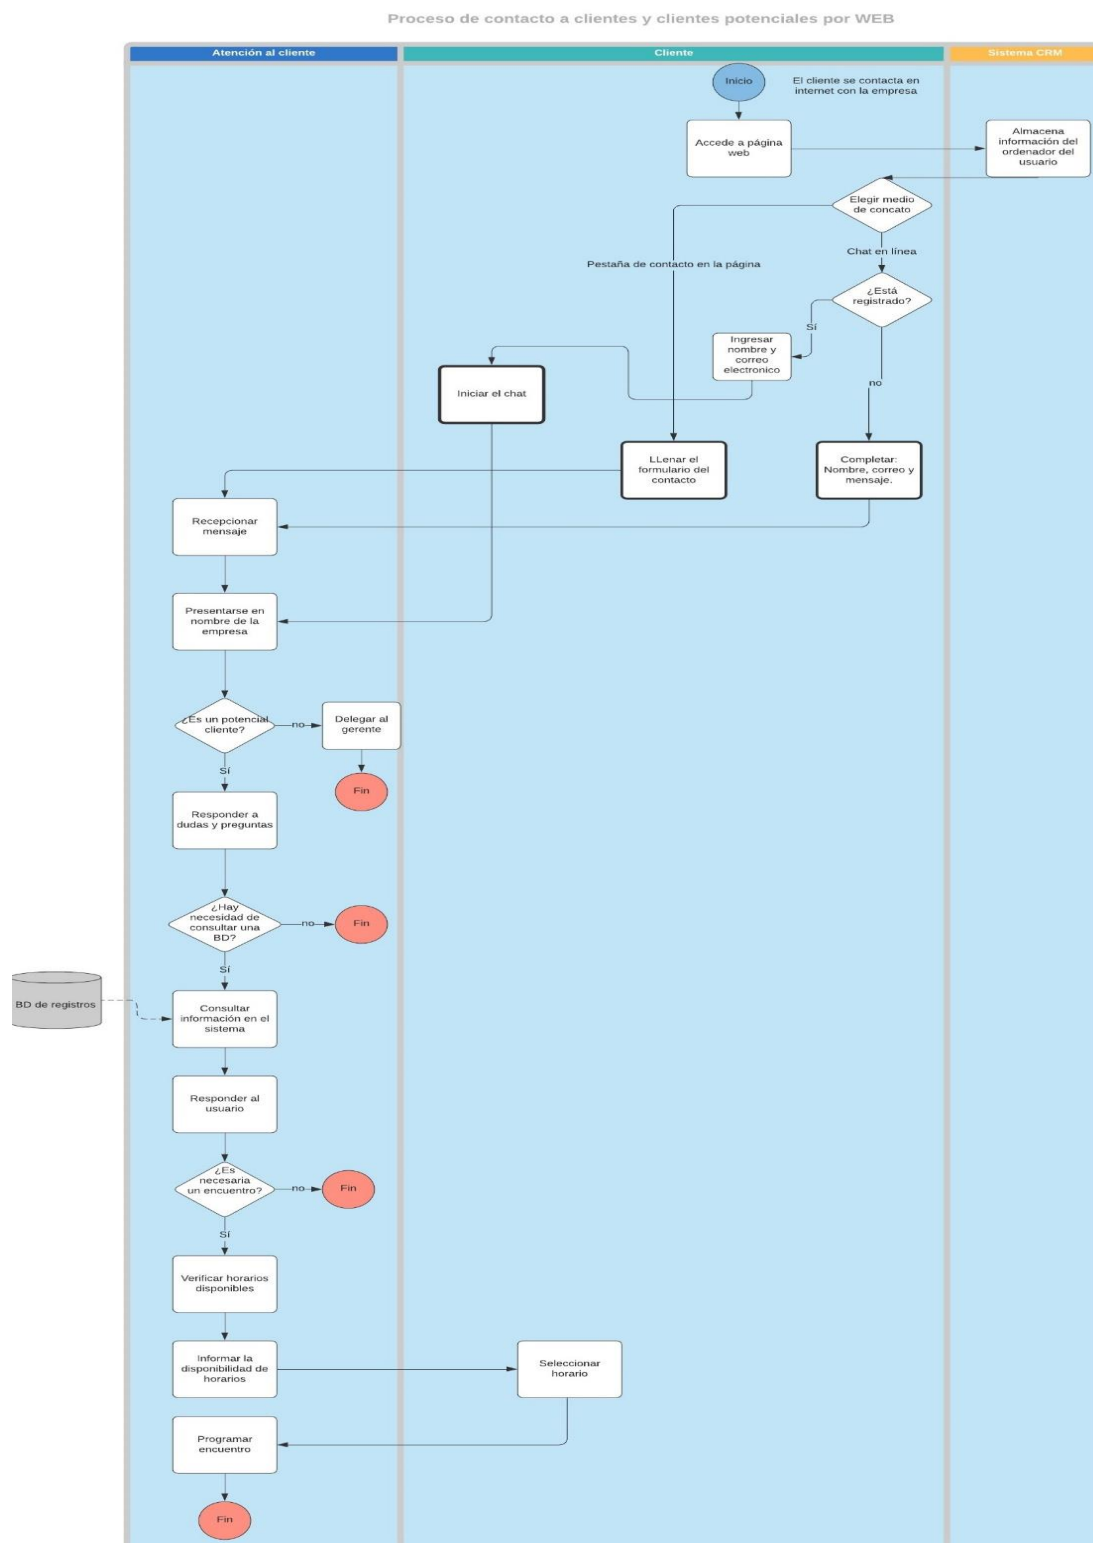 Proceso de contacto a clientes y clientes potenciales por WEB
Atención al cliente
Cliente
Sistema CRM
Inicio
El cliente se contacta en
internet con la empresa
Accede a página
web
Almacena
información del
ordenador del
usuario
Elegir medio
de concato
Chat en línea
Pestaña de contacto en la página
¿Está
registrado?
Sí
Ingresar
nombre y
correo
electronico
no
Iniciar el chat
LLenar el
formulario del
contacto
Completar:
Nombre, correo y
mensaje.
Recepcionar
mensaje
Presentarse en
nombre de la
empresa
¿Es un potencial
cliente?
no
Delegar al
gerente
Sí
Fin
Responder a
dudas y preguntas
¿Hay
necesidad de
consultar una
BD?
no
Fin
Sí
BD de registros
Consultar
información en el
sistema
Responder al
usuario
¿Es
necesaria
un encuentro?
no
Fin
Sí
Verificar horarios
disponibles
Informar la
disponibilidad de
horarios
Seleccionar
horario
Programar
encuentro
Fin